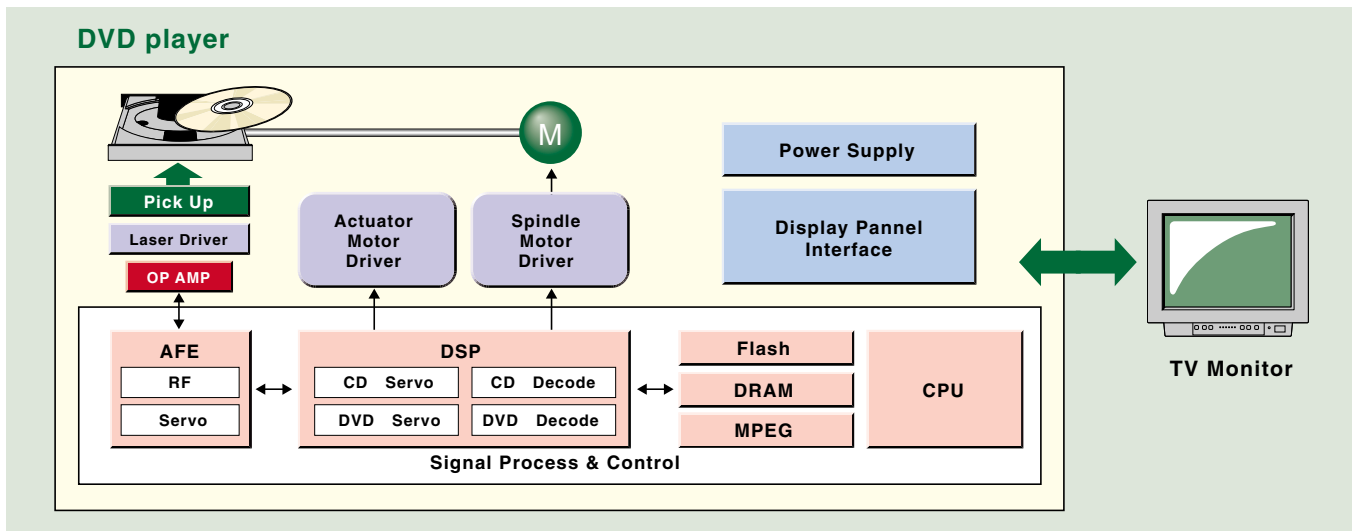 DVD player
M
Pick Up
Laser Driver
OP AMP
Actuator
Motor
Driver
Spindle
Motor
Driver
Power Supply
Display Pannel
Interface
AFE
RF
Servo
DSP
CD Servo
CD Decode
DVD Servo
DVD Decode
Flash
DRAM
MPEG
CPU
Signal Process & Control
TV Monitor